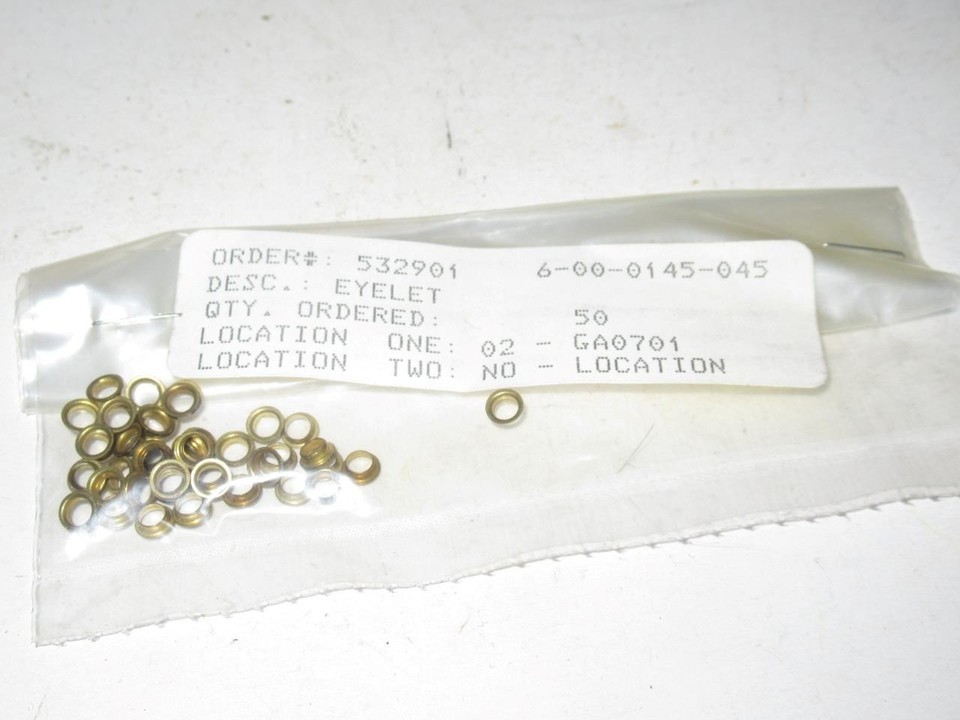 ORDER#: 532901 6-00-0145-045
DESC.: EYELET
QTY. ORDERED: 50
LOCATION ONE: 02 - GA0701
LOCATION TWO: NO - LOCATION